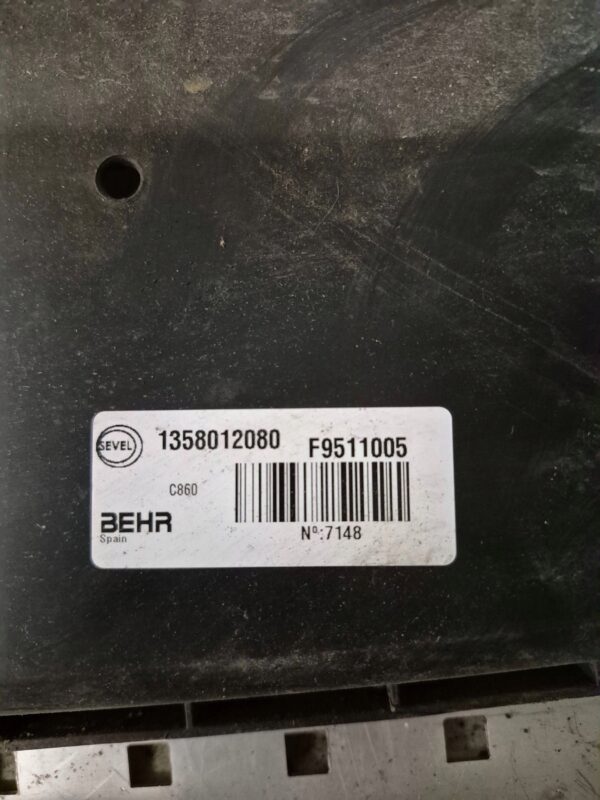 SEVEL 1358012080 F9511005
C860
BEHR
Spain
Nº:7148